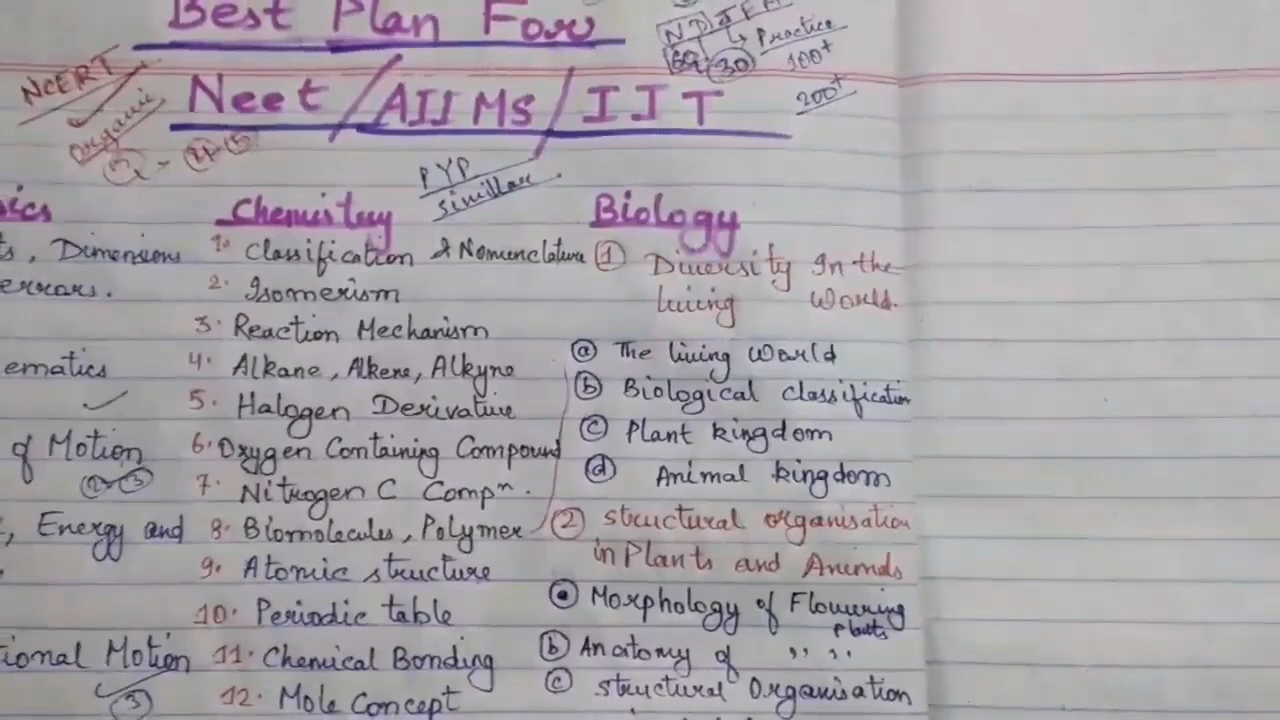 Best Plan For
Practice
30
100+
200+
NCERT
Organic
Neet / AIIMS / IIT
PYP
Simillar
Chemistry
Biology
, Dimensions
errors.
1. Classification & Nomenclature
2. Isomerism
3. Reaction Mechanism
ematics
4. Alkane, Alkene, Alkyne
5. Halogen Derivative
of Motion
6. Oxygen Containing Compound
7. Nitrogen C Compⁿ.
, Energy and
8. Biomolecules, Polymer
9. Atomic structure
10. Periodic table
ional Motion
3
11. Chemical Bonding
12. Mole Concept
1 Diversity In the
living World.
a The living World
b Biological classification
c Plant kingdom
d Animal kingdom
2 Structural organisation
in Plants and Animals
a Morphology of Flowering
Plants
b Anatomy of " "
c Structural Organisation